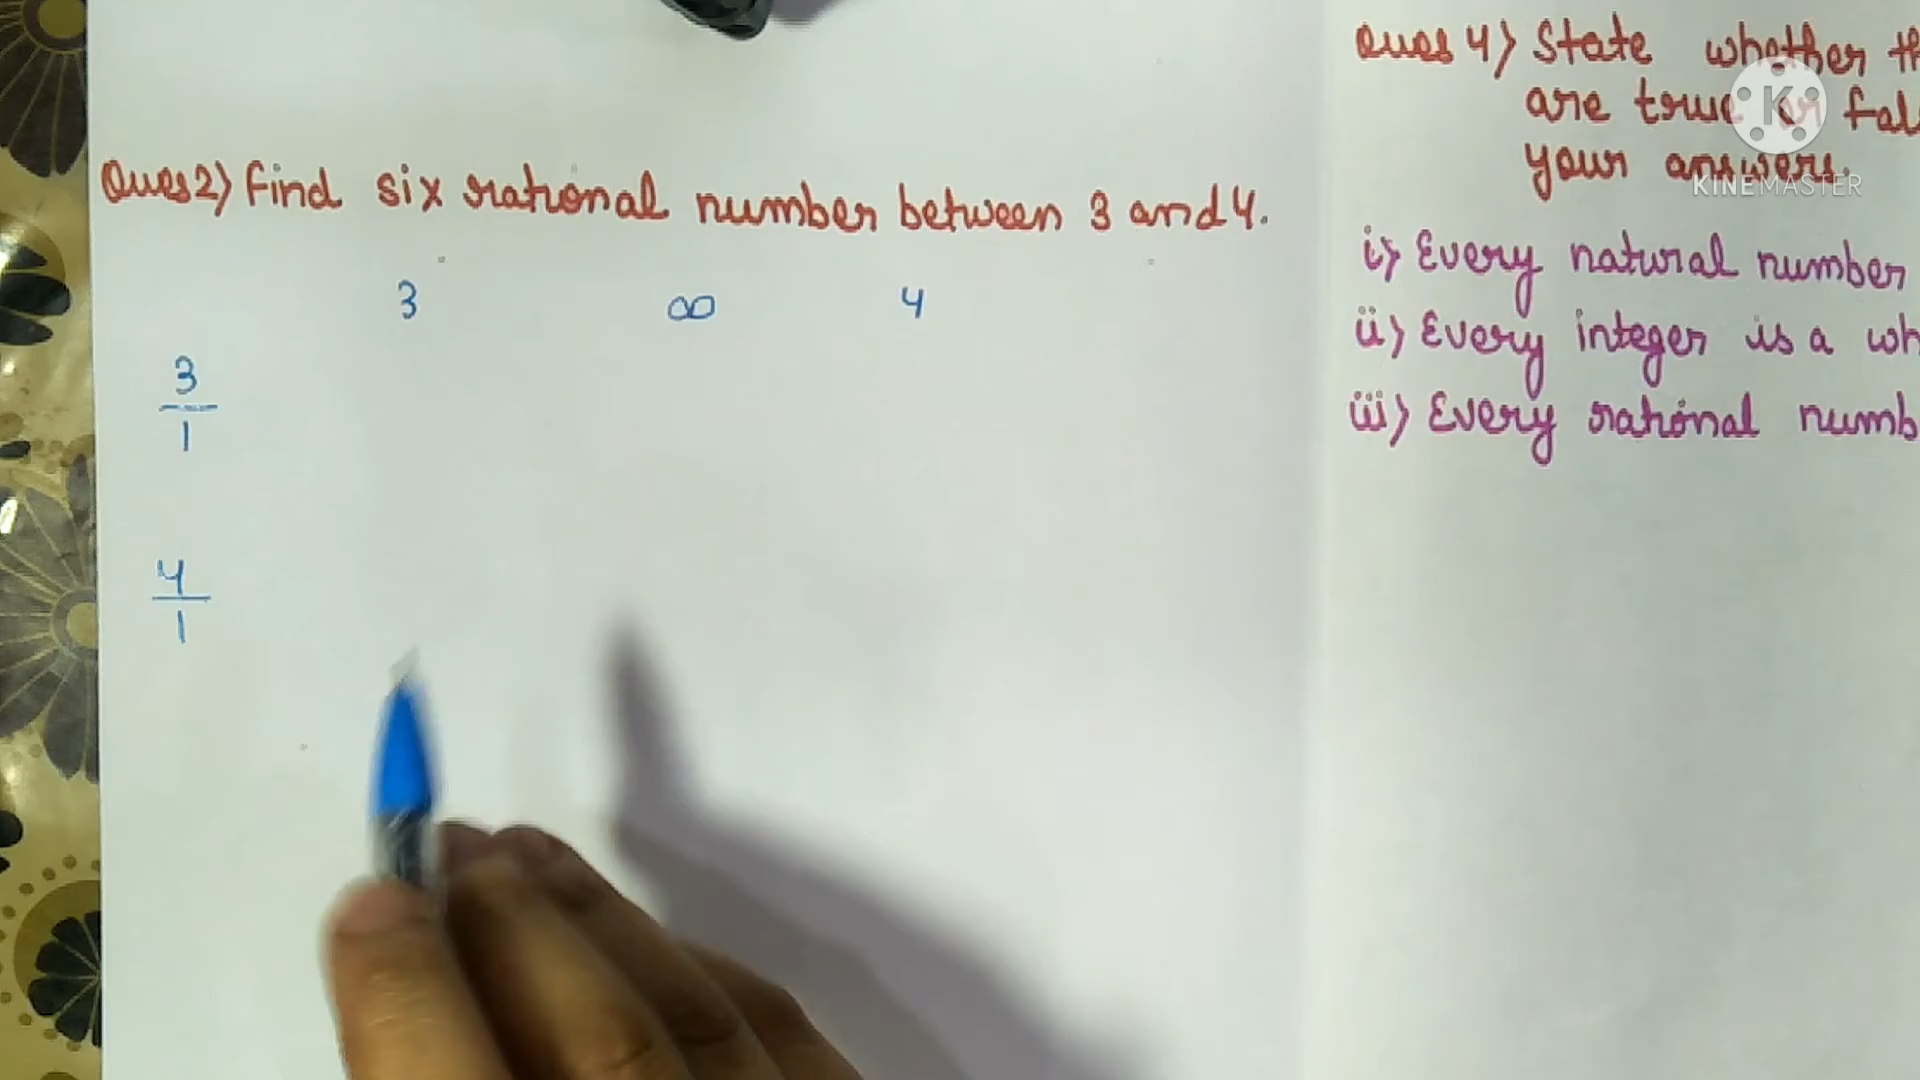 Ques 2) Find six rational number between 3 and 4.
3 ∞ 4
3
1
4
1
Ques 4) State whether
are true or
your answers.
i) Every natural number
ii) Every integer is a
iii) Every rational
K
KINEMASTER